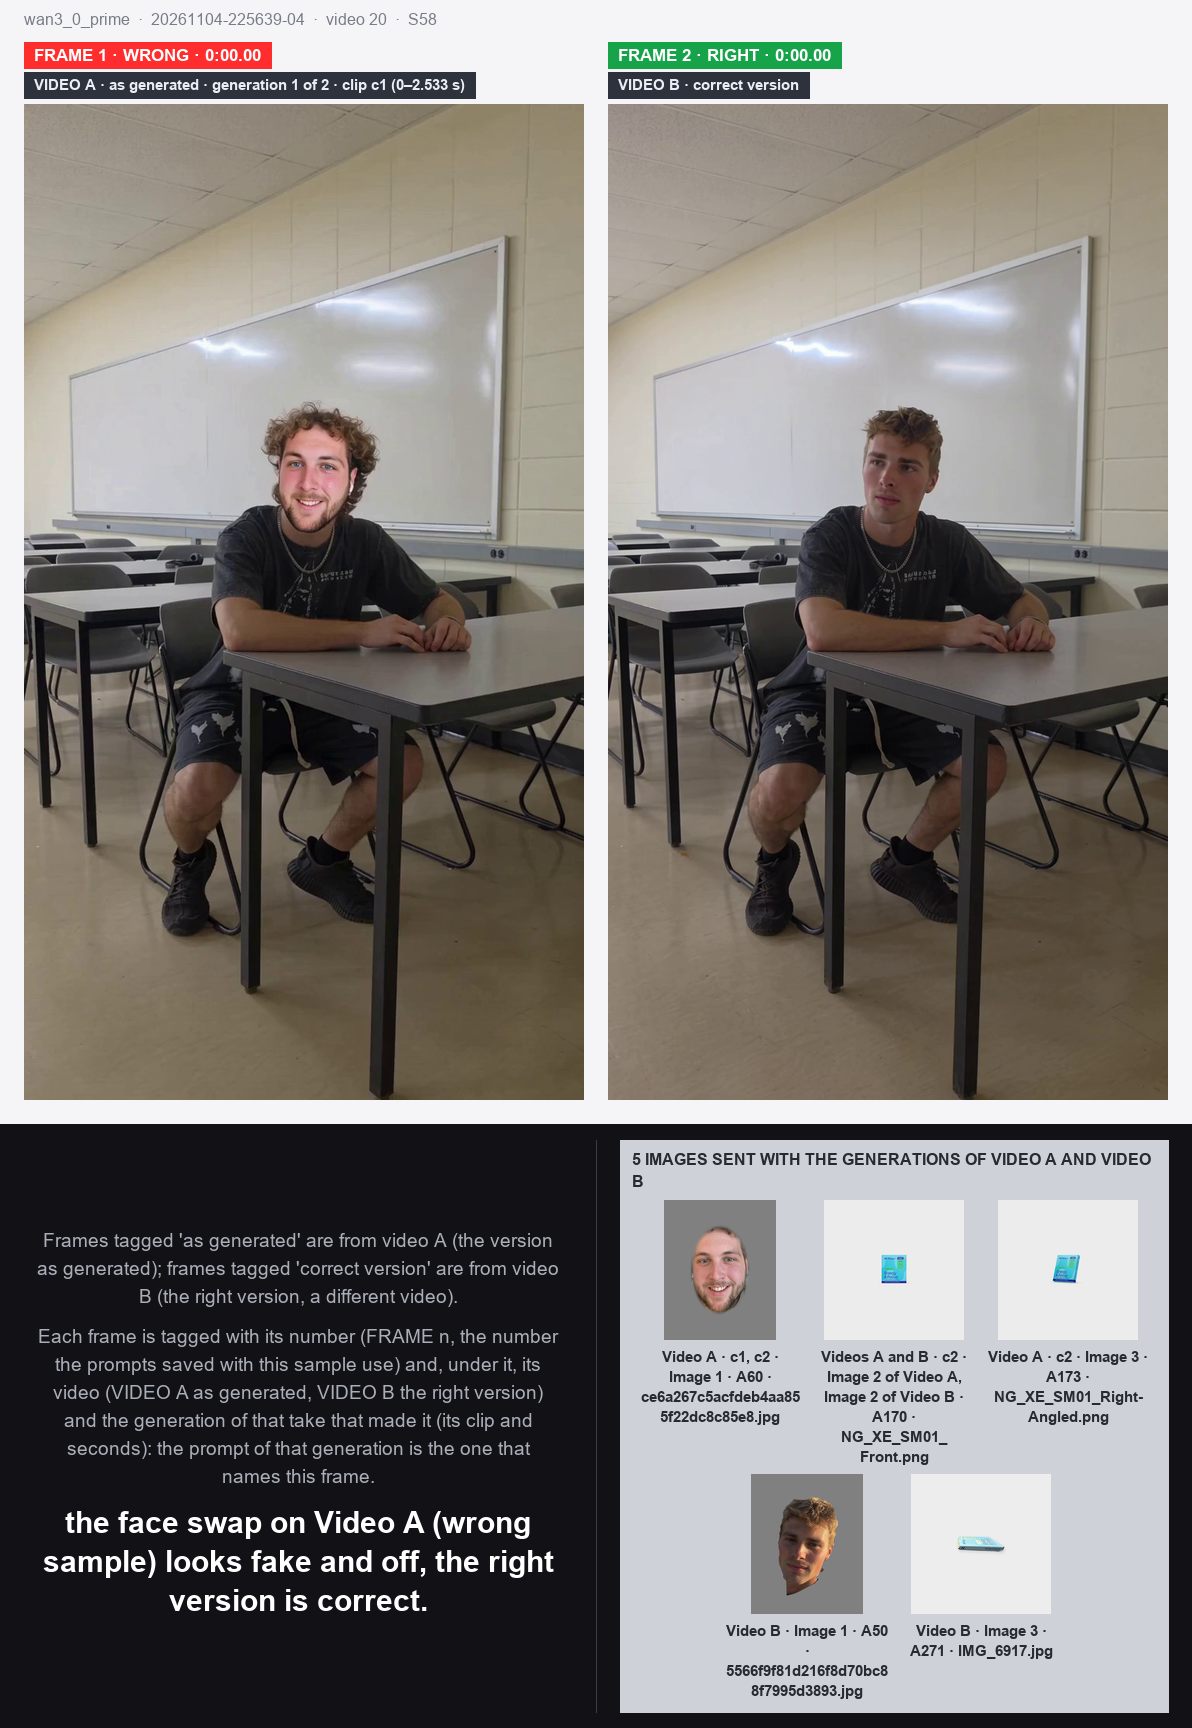 wan3_0_prime · 20261104-225639-04 · video 20 · S58
FRAME 1 · WRONG · 0:00.00
VIDEO A · as generated · generation 1 of 2 · clip c1 (0–2.533 s)
FRAME 2 · RIGHT · 0:00.00
VIDEO B · correct version
Frames tagged 'as generated' are from video A (the version
as generated); frames tagged 'correct version' are from video
B (the right version, a different video).
Each frame is tagged with its number (FRAME n, the number
the prompts saved with this sample use) and, under it, its
video (VIDEO A as generated, VIDEO B the right version)
and the generation of that take that made it (its clip and
seconds): the prompt of that generation is the one that
names this frame.
the face swap on Video A (wrong
sample) looks fake and off, the right
version is correct.
5 IMAGES SENT WITH THE GENERATIONS OF VIDEO A AND VIDEO
B
Video A · c1, c2 ·
Image 1 · A60 ·
ce6a267c5acfdeb4aa85
5f22dc8c85e8.jpg
Videos A and B · c2 ·
Image 2 of Video A,
Image 2 of Video B ·
A170 ·
NG_XE_SM01_
Front.png
Video A · c2 · Image 3 ·
A173 ·
NG_XE_SM01_Right-
Angled.png
Video B · Image 1 · A50
·
5566f9f81d216f8d70bc8
8f7995d3893.jpg
Video B · Image 3 ·
A271 · IMG_6917.jpg